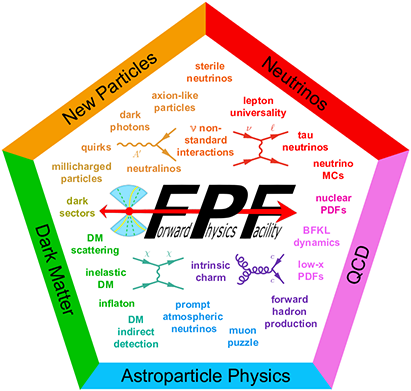 New Particles
Neutrinos
sterile
neutrinos
axion-like
particles
dark
photons
lepton
universality
ν non-
standard
interactions
ν
ℓ
tau
neutrinos
quirks
A′
neutralinos
millicharged
particles
neutrino
MCs
dark
sectors
FPF
Forward Physics Facility
nuclear
PDFs
BFKL
dynamics
DM
scattering
χ
χ
intrinsic
charm
c
c
low-x
PDFs
inelastic
DM
inflaton
DM
indirect
detection
prompt
atmospheric
neutrinos
muon
puzzle
forward
hadron
production
Dark Matter
QCD
Astroparticle Physics